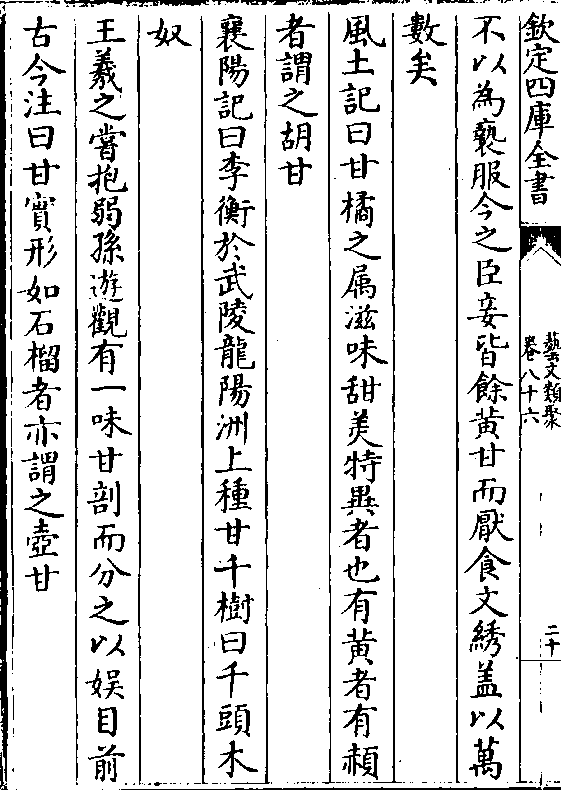 欽定四庫全書
藝文類聚
卷八十六
二十
不以為褻服今之臣妾皆餘黄甘而厭食文綉盖以萬
數矣
風土記曰甘橘之属滋味甜美特異者也有黄者有赬
者謂之胡甘
襄陽記曰李衡於武陵龍陽洲上種甘千樹曰千頭木
奴
王羲之嘗抱弱孫遊觀有一味甘剖而分之以娱目前
古今注曰甘實形如石榴者亦謂之壺甘